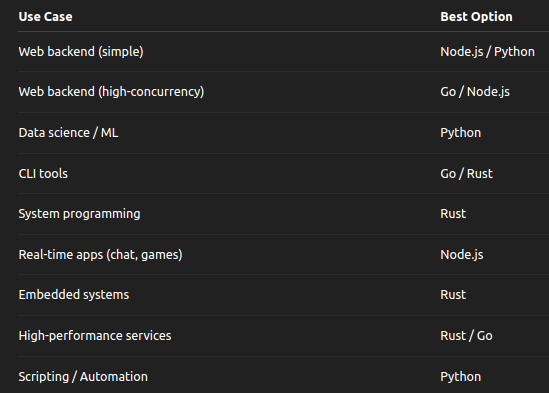 Use Case Best Option
Web backend (simple) Node.js / Python
Web backend (high-concurrency) Go / Node.js
Data science / ML Python
CLI tools Go / Rust
System programming Rust
Real-time apps (chat, games) Node.js
Embedded systems Rust
High-performance services Rust / Go
Scripting / Automation Python